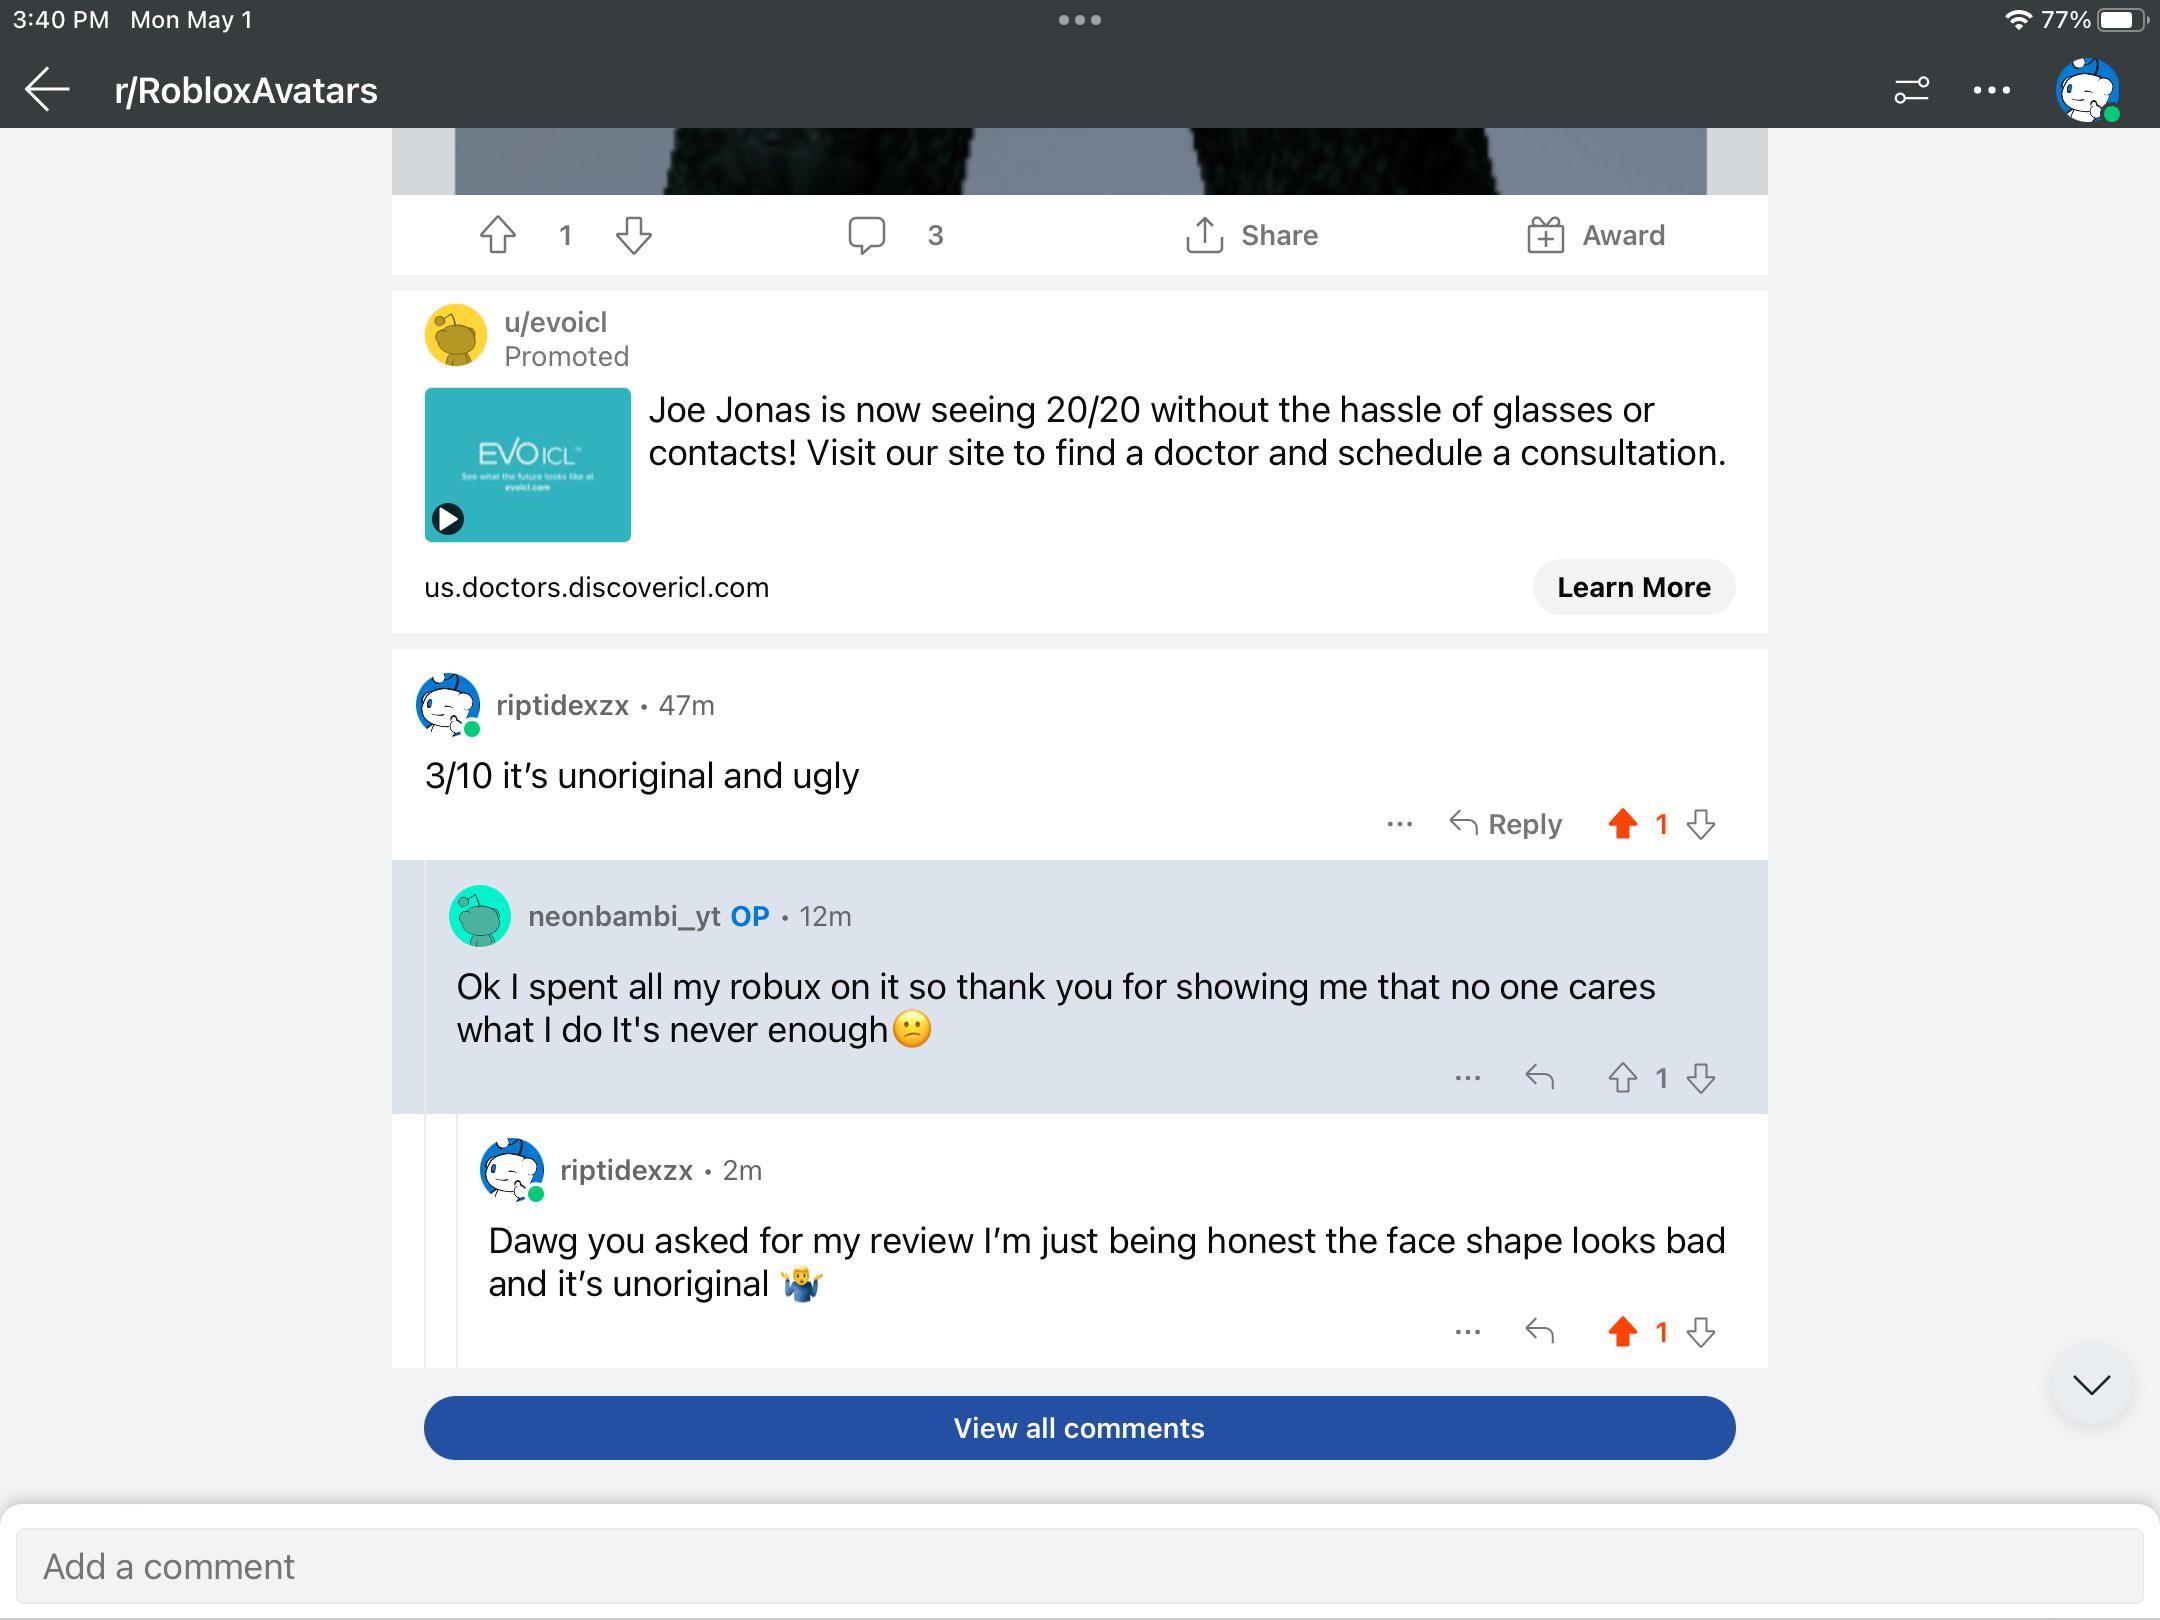 3:40 PM Mon May 1
77%
r/RobloxAvatars
1
3
Share
Award
u/evoicl
Promoted
EVO ICL™
See what the future looks like at
evoicl.com
Joe Jonas is now seeing 20/20 without the hassle of glasses or
contacts! Visit our site to find a doctor and schedule a consultation.
us.doctors.discovericl.com
Learn More
riptidexzx • 47m
3/10 it’s unoriginal and ugly
Reply
1
neonbambi_yt OP • 12m
Ok I spent all my robux on it so thank you for showing me that no one cares
what I do It's never enough😕
1
riptidexzx • 2m
Dawg you asked for my review I’m just being honest the face shape looks bad
and it’s unoriginal 🤷‍♂️
1
View all comments
Add a comment